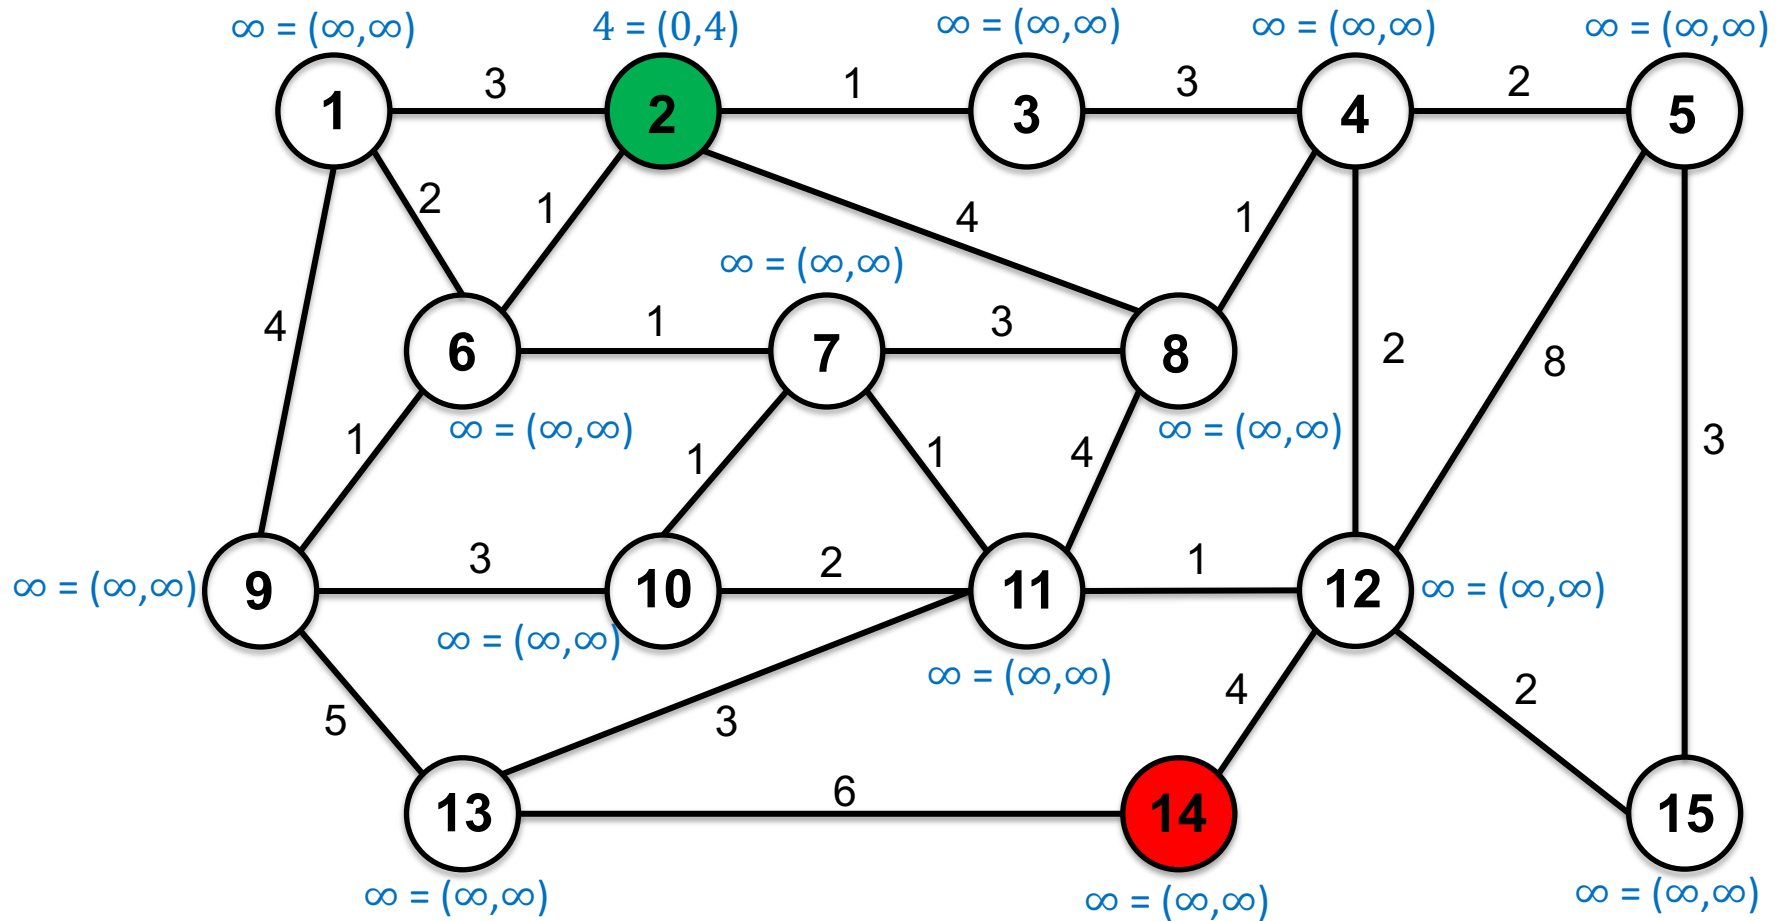 ∞ = (∞,∞)
4 = (0,4)
∞ = (∞,∞)
∞ = (∞,∞)
∞ = (∞,∞)
1
3
2
1
3
3
4
2
5
2
1
4
1
∞ = (∞,∞)
4
6
1
7
3
8
2
8
∞ = (∞,∞)
∞ = (∞,∞)
1
1
1
4
3
∞ = (∞,∞)
9
3
10
2
11
1
12
∞ = (∞,∞)
∞ = (∞,∞)
∞ = (∞,∞)
5
3
4
2
13
6
14
15
∞ = (∞,∞)
∞ = (∞,∞)
∞ = (∞,∞)